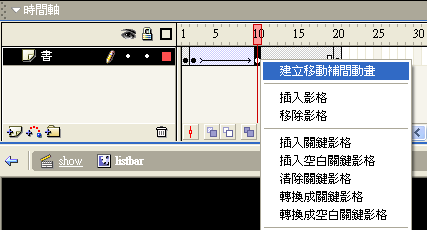 時間軸
1 5 10 15 20 25 30
書
建立移動補間動畫
插入影格
移除影格
插入關鍵影格
插入空白關鍵影格
清除關鍵影格
轉換成關鍵影格
轉換成空白關鍵影格
show listbar